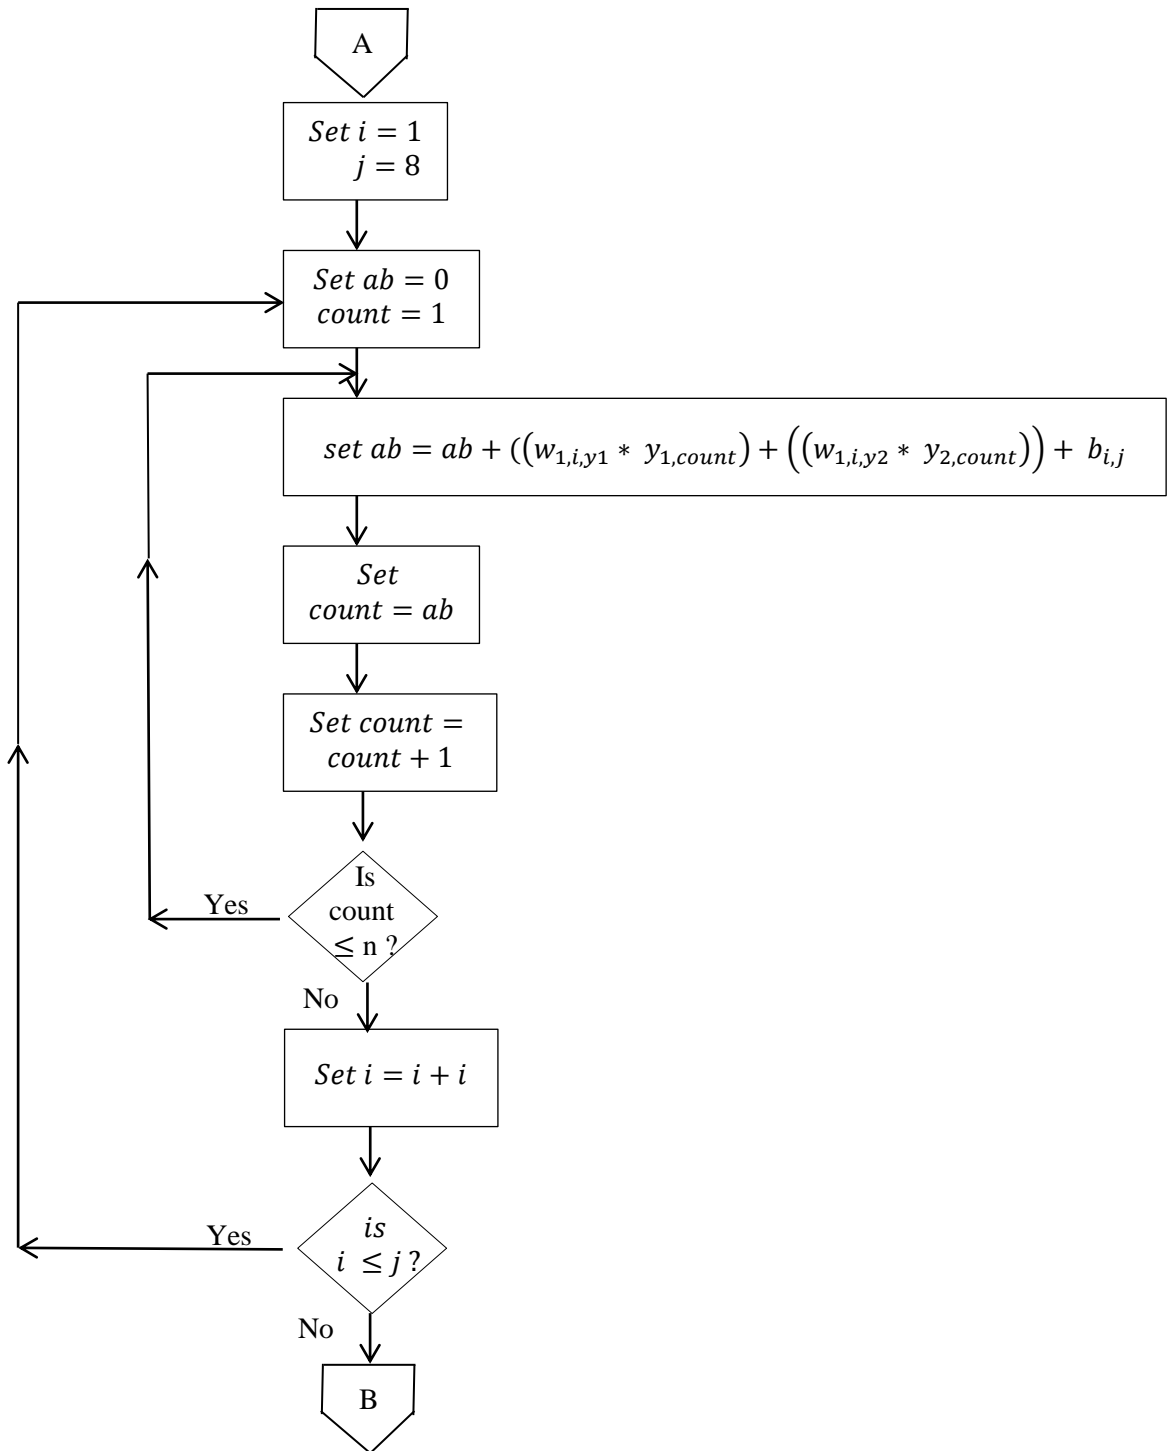 A
Set i = 1
j = 8
Set ab = 0
count = 1
set ab = ab + ((w₁,ᵢ,y₁ * y₁,count) + ((w₁,ᵢ,y₂ * y₂,count)) + bᵢ,ⱼ
Set
count = ab
Set count =
count + 1
Is
count
≤ n ?
Yes
No
Set i = i + i
is
i ≤ j ?
Yes
No
B